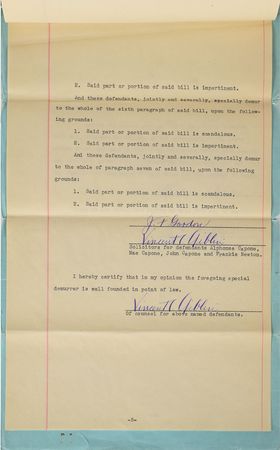 2. Said part or portion of said bill is impertinent.
And these defendants, jointly and severally, specially demur
to the whole of the sixth paragraph of said bill, upon the follow-
ing grounds:
1. Said part or portion of said bill is scandalous.
2. Said part or portion of said bill is impertinent.
And these defendants, jointly and severally, specially demur
to the whole of paragraph seven of said bill, upon the following
grounds:
1. Said part or portion of said bill is scandalous.
2. Said part or portion of said bill is impertinent.
J. F. Gordon
Vincent C Giblin
Solicitors for defendants Alphonse Capone,
Mae Capone, John Capone and Frankie Newton.
I hereby certify that in my opinion the foregoing special
demurrer is well founded in point of law.
Vincent C Giblin
Of counsel for above named defendants.